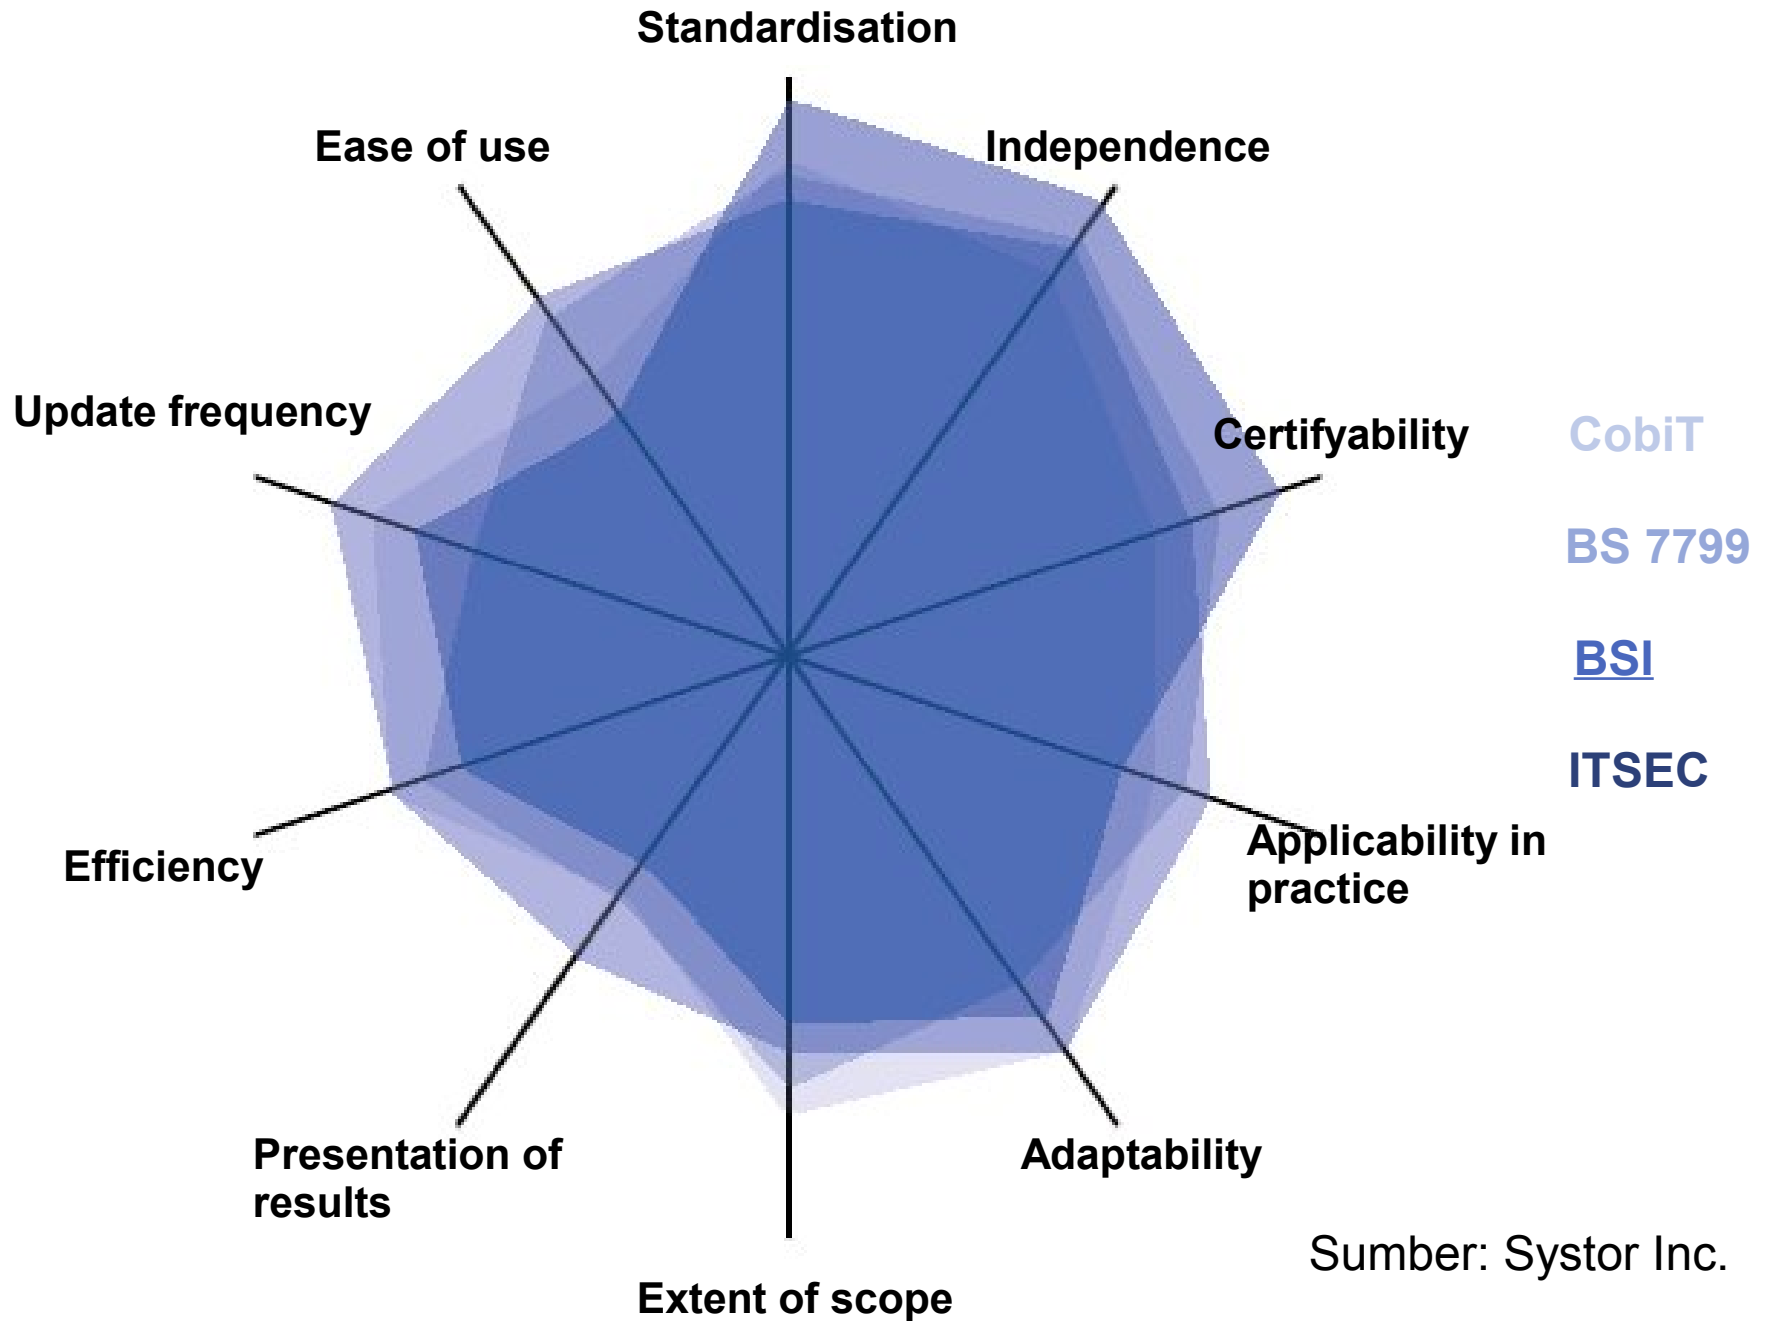 Standardisation
Ease of use
Independence
Update frequency
Certifyability
CobiT
BS 7799
BSI
ITSEC
Applicability in
practice
Efficiency
Presentation of
results
Adaptability
Extent of scope
Sumber: Systor Inc.